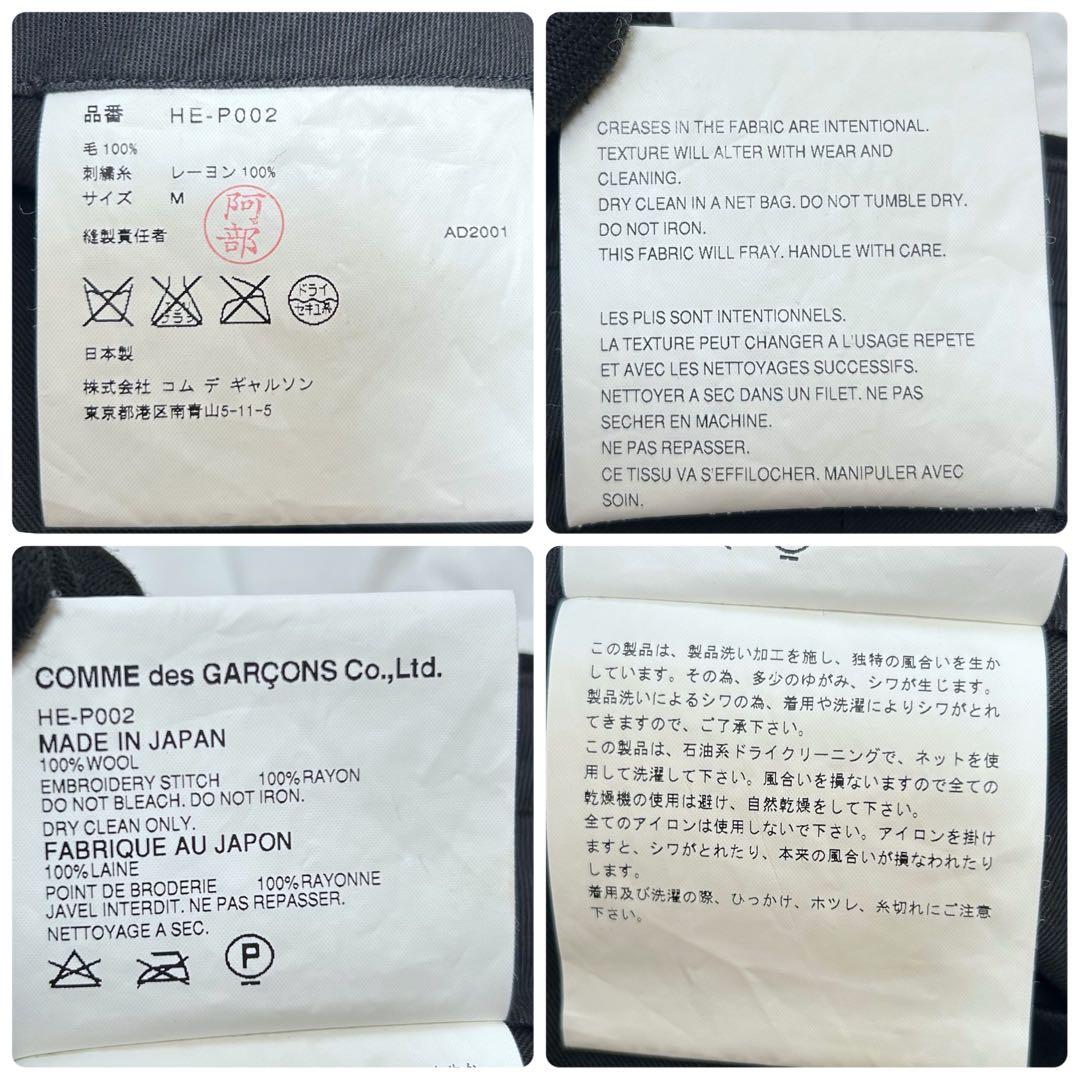 品番 HE-P002
毛100%
刺繍糸 レーヨン100%
サイズ M
阿部
縫製責任者 AD2001
ドライ
セキユ系
日本製
株式会社 コム デ ギャルソン
東京都港区南青山5-11-5
CREASES IN THE FABRIC ARE INTENTIONAL.
TEXTURE WILL ALTER WITH WEAR AND
CLEANING.
DRY CLEAN IN A NET BAG. DO NOT TUMBLE DRY.
DO NOT IRON.
THIS FABRIC WILL FRAY. HANDLE WITH CARE.
LES PLIS SONT INTENTIONNELS.
LA TEXTURE PEUT CHANGER A L'USAGE REPETE
ET AVEC LES NETTOYAGES SUCCESSIFS.
NETTOYER A SEC DANS UN FILET. NE PAS
SECHER EN MACHINE.
NE PAS REPASSER.
CE TISSU VA S'EFFILOCHER. MANIPULER AVEC
SOIN.
COMME des GARÇONS Co.,Ltd.
HE-P002
MADE IN JAPAN
100%WOOL
EMBROIDERY STITCH 100%RAYON
DO NOT BLEACH. DO NOT IRON.
DRY CLEAN ONLY.
FABRIQUE AU JAPON
100%LAINE
POINT DE BRODERIE 100%RAYONNE
JAVEL INTERDIT. NE PAS REPASSER.
NETTOYAGE A SEC.
P
この製品は、製品洗い加工を施し、独特の風合いを生か
しています。その為、多少のゆがみ、シワが生じます。
製品洗いによるシワの為、着用や洗濯によりシワがとれ
てきますので、ご了承下さい。
この製品は、石油系ドライクリーニングで、ネットを使
用して洗濯して下さい。風合いを損ないますので全ての
乾燥機の使用は避け、自然乾燥をして下さい。
全てのアイロンは使用しないで下さい。アイロンを掛け
ますと、シワがとれたり、本来の風合いが損なわれたり
します。
着用及び洗濯の際、ひっかけ、ホツレ、糸切れにご注意
下さい。